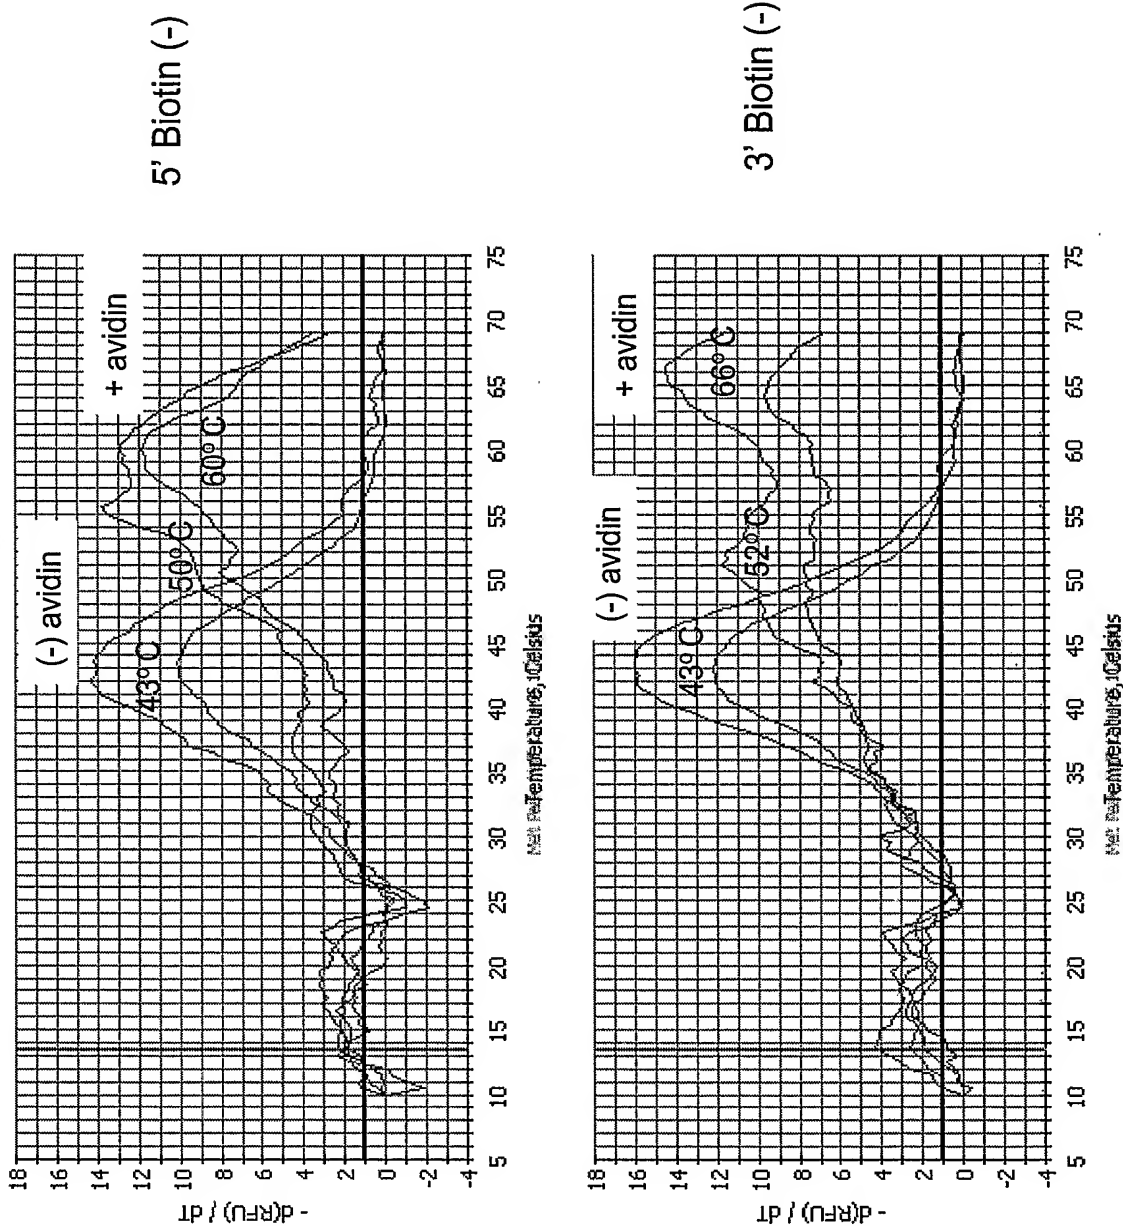 5' Biotin (-)
(-) avidin
+ avidin
43° C
50° C
60° C
18
16
14
12
10
8
6
4
2
0
-2
-4
- d(RFU) / dT
5 10 15 20 25 30 35 40 45 50 55 60 65 70 75
Temperature, Celsius
3' Biotin (-)
(-) avidin
+ avidin
43° C
52° C
66° C
18
16
14
12
10
8
6
4
2
0
-2
-4
- d(RFU) / dT
5 10 15 20 25 30 35 40 45 50 55 60 65 70 75
Temperature, Celsius